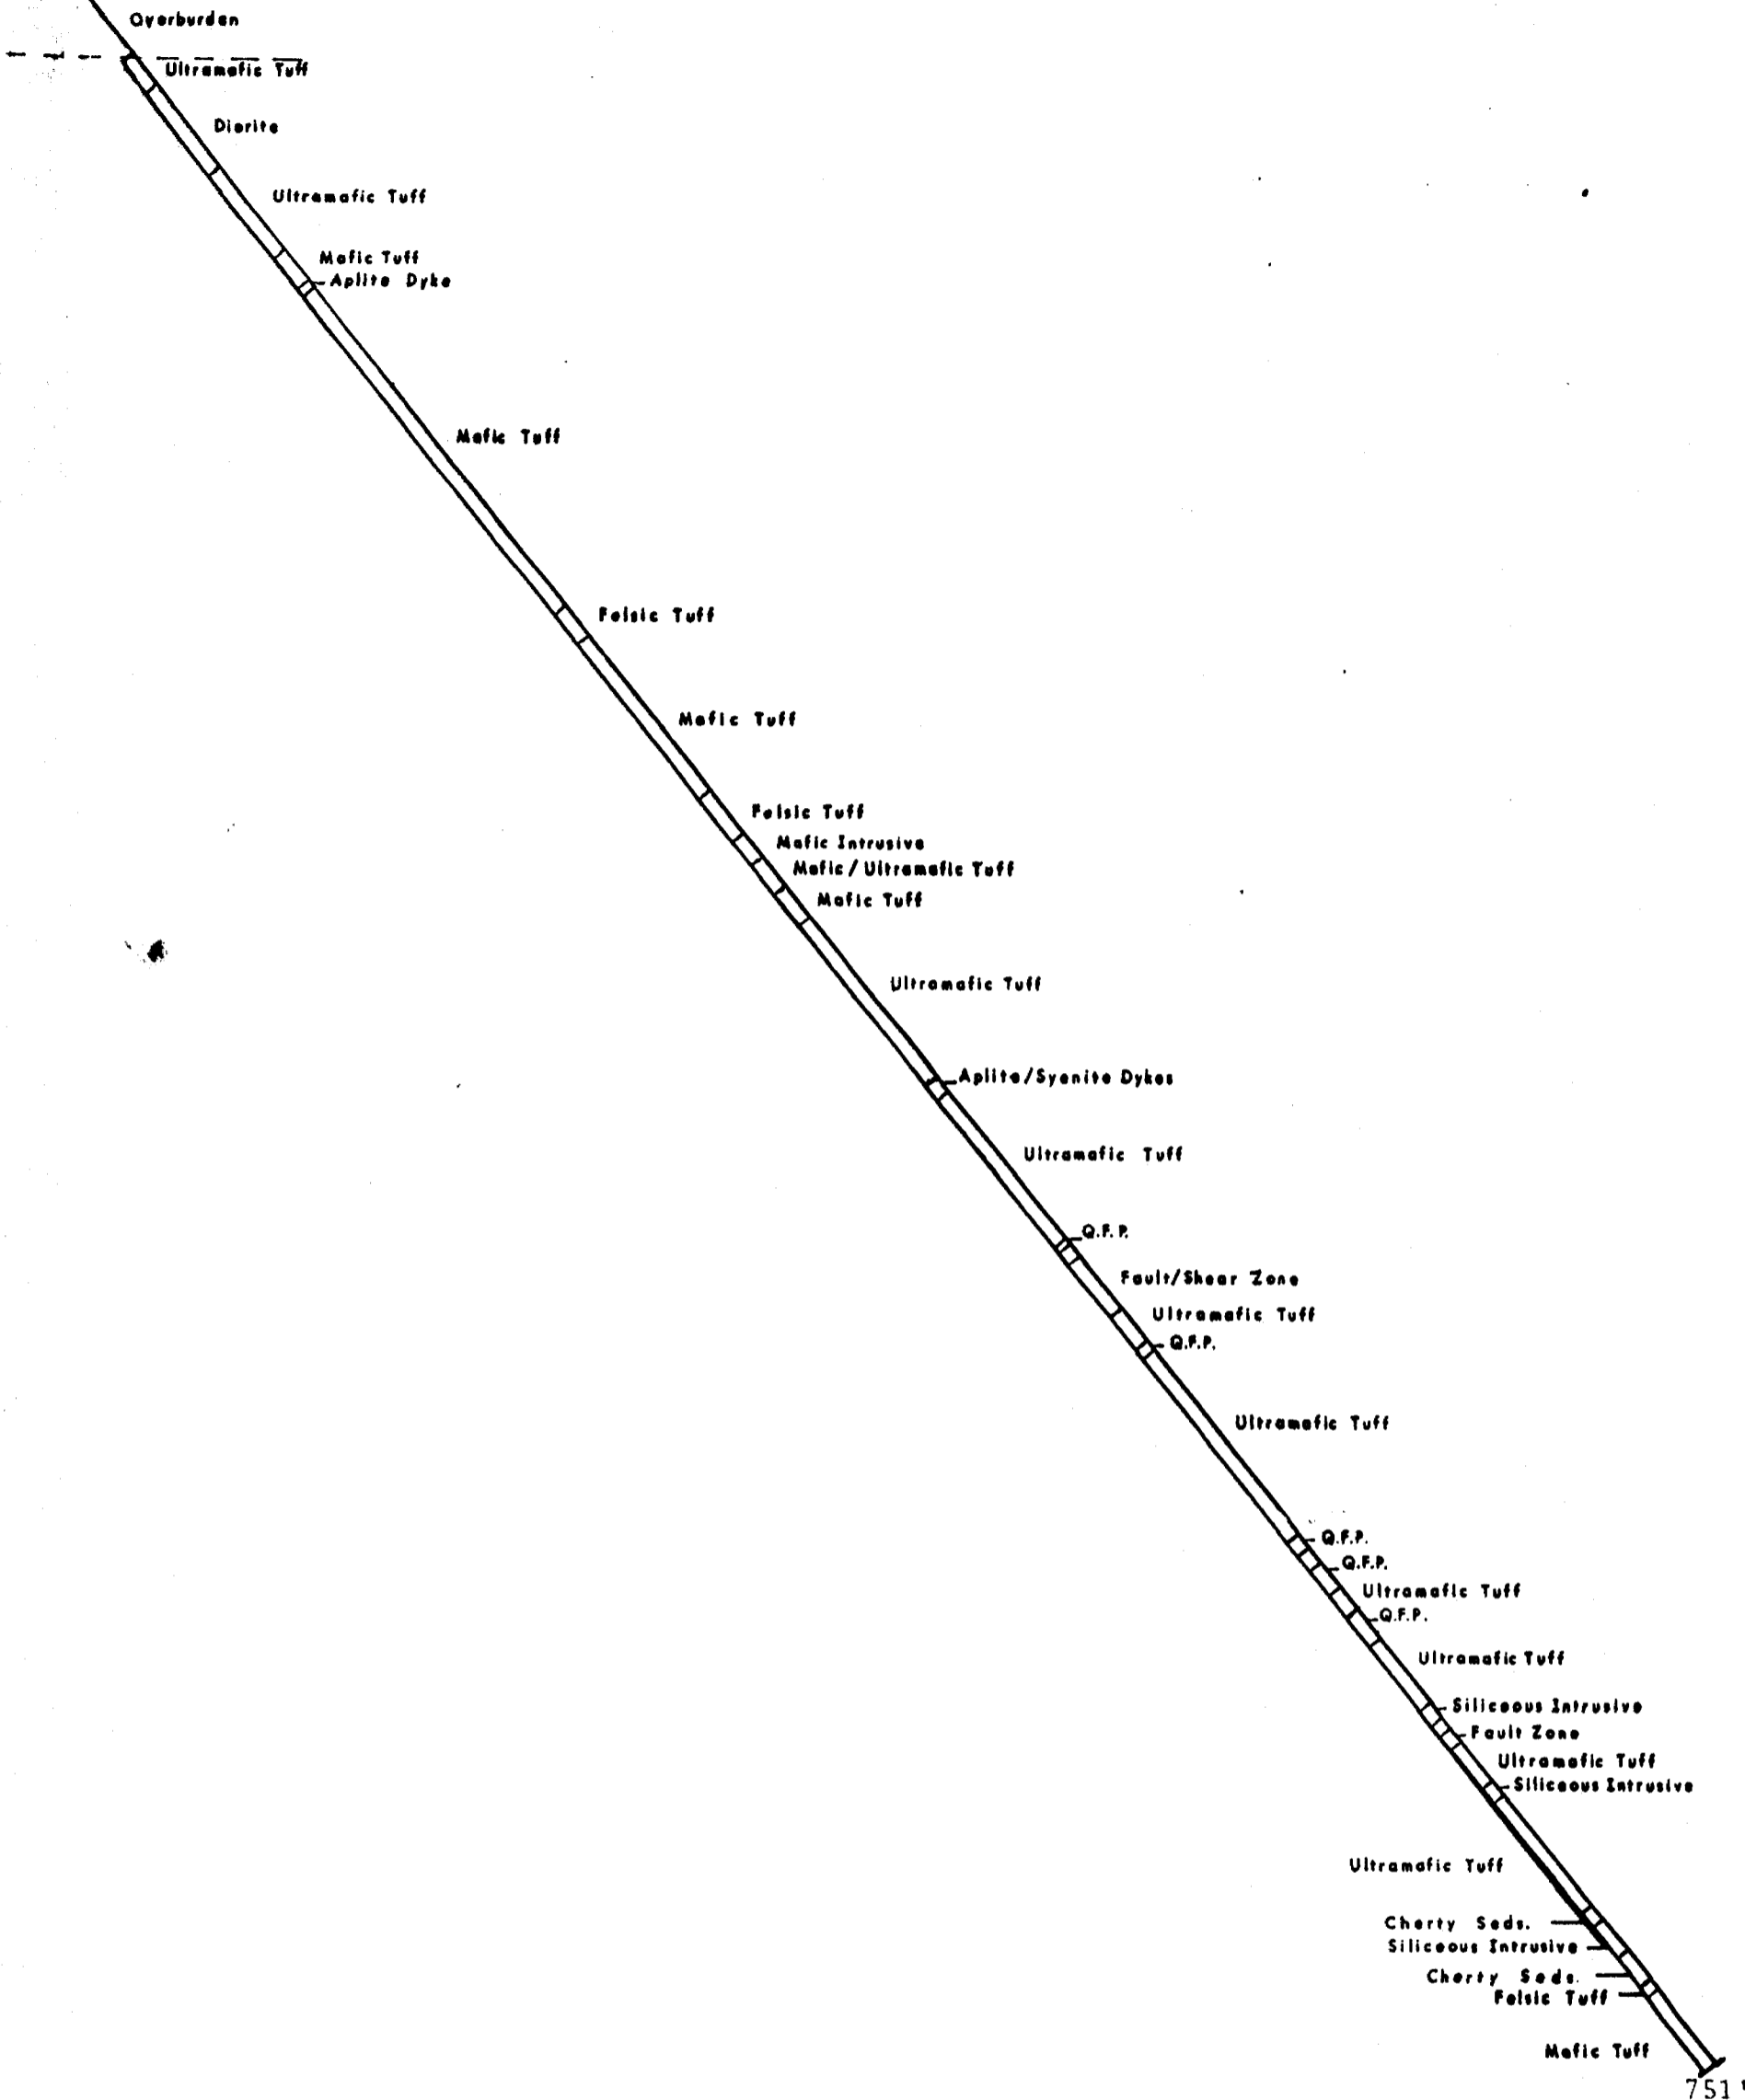 Overburden
Ultramafic Tuff
Diorite
Ultramafic Tuff
Mafic Tuff
Aplite Dyke
Mafic Tuff
Felsic Tuff
Mafic Tuff
Felsic Tuff
Mafic Intrusive
Mafic/Ultramafic Tuff
Mafic Tuff
Ultramafic Tuff
Aplite/Syenite Dykes
Ultramafic Tuff
Q.F.P.
Fault/Shear Zone
Ultramafic Tuff
Q.F.P.
Ultramafic Tuff
Q.F.P.
Q.F.P.
Ultramafic Tuff
Q.F.P.
Ultramafic Tuff
Siliceous Intrusive
Fault Zone
Ultramafic Tuff
Siliceous Intrusive
Ultramafic Tuff
Cherty Seds.
Siliceous Intrusive
Cherty Seds.
Felsic Tuff
Mafic Tuff
751'